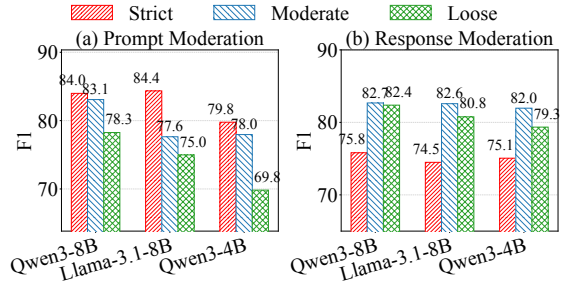 Strict Moderate Loose
(a) Prompt Moderation
F1
90
80
70
84.0 83.1 78.3
84.4 77.6 75.0
79.8 78.0 69.8
Qwen3-8B Llama-3.1-8B Qwen3-4B
(b) Response Moderation
F1
90
80
70
75.8 82.7 82.4
74.5 82.6 80.8
75.1 82.0 79.3
Qwen3-8B Llama-3.1-8B Qwen3-4B